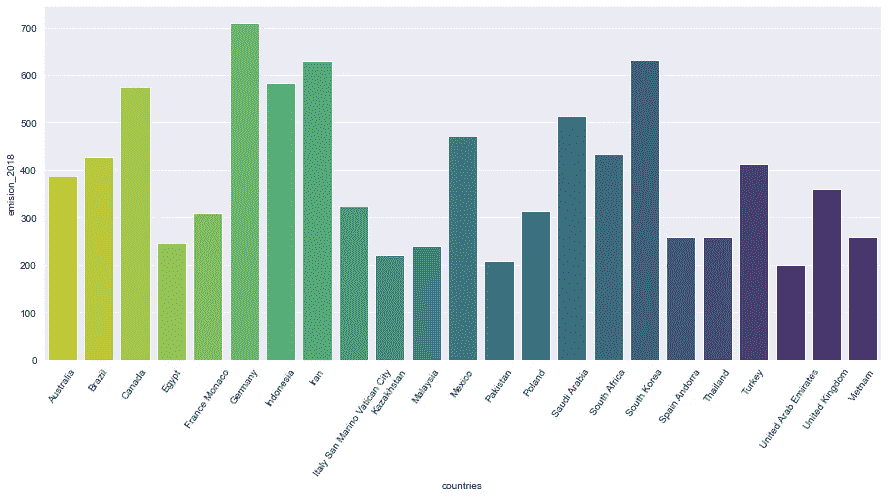 700
600
500
400
300
200
100
0
emision_2018
Australia
Brazil
Canada
Egypt
France Monaco
Germany
Indonesia
Iran
Italy San Marino Vatican City
Kazakhstan
Malaysia
Mexico
Pakistan
Poland
Saudi Arabia
South Africa
South Korea
Spain Andorra
Thailand
Turkey
United Arab Emirates
United Kingdom
Vietnam
countries